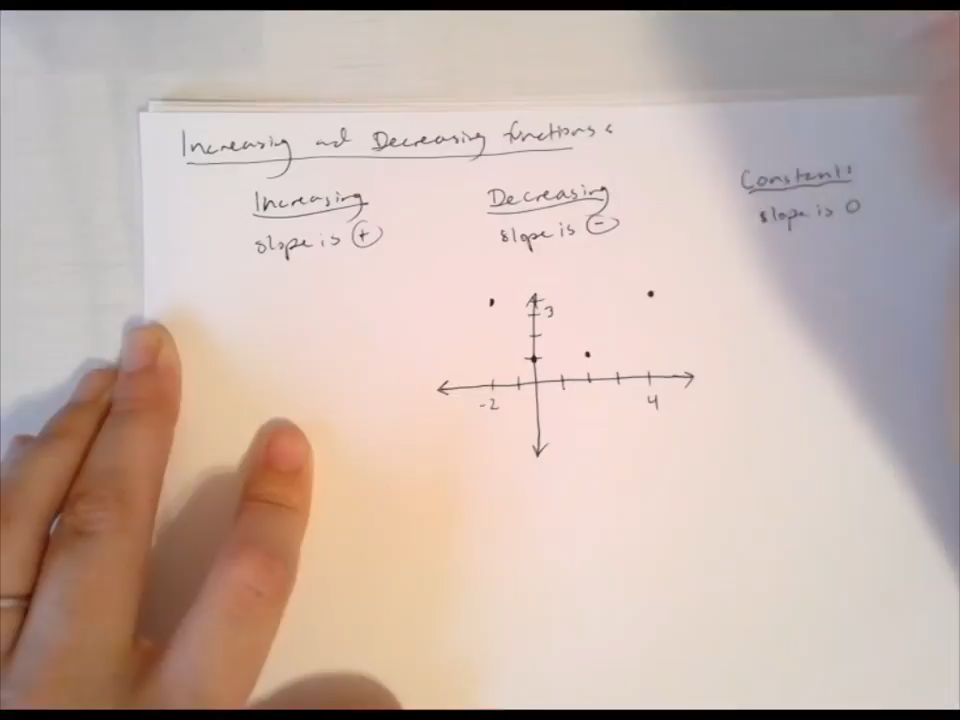 Increasing and Decreasing functions:
Increasing
slope is +
Decreasing
slope is -
Constant:
slope is 0
3
-2
4